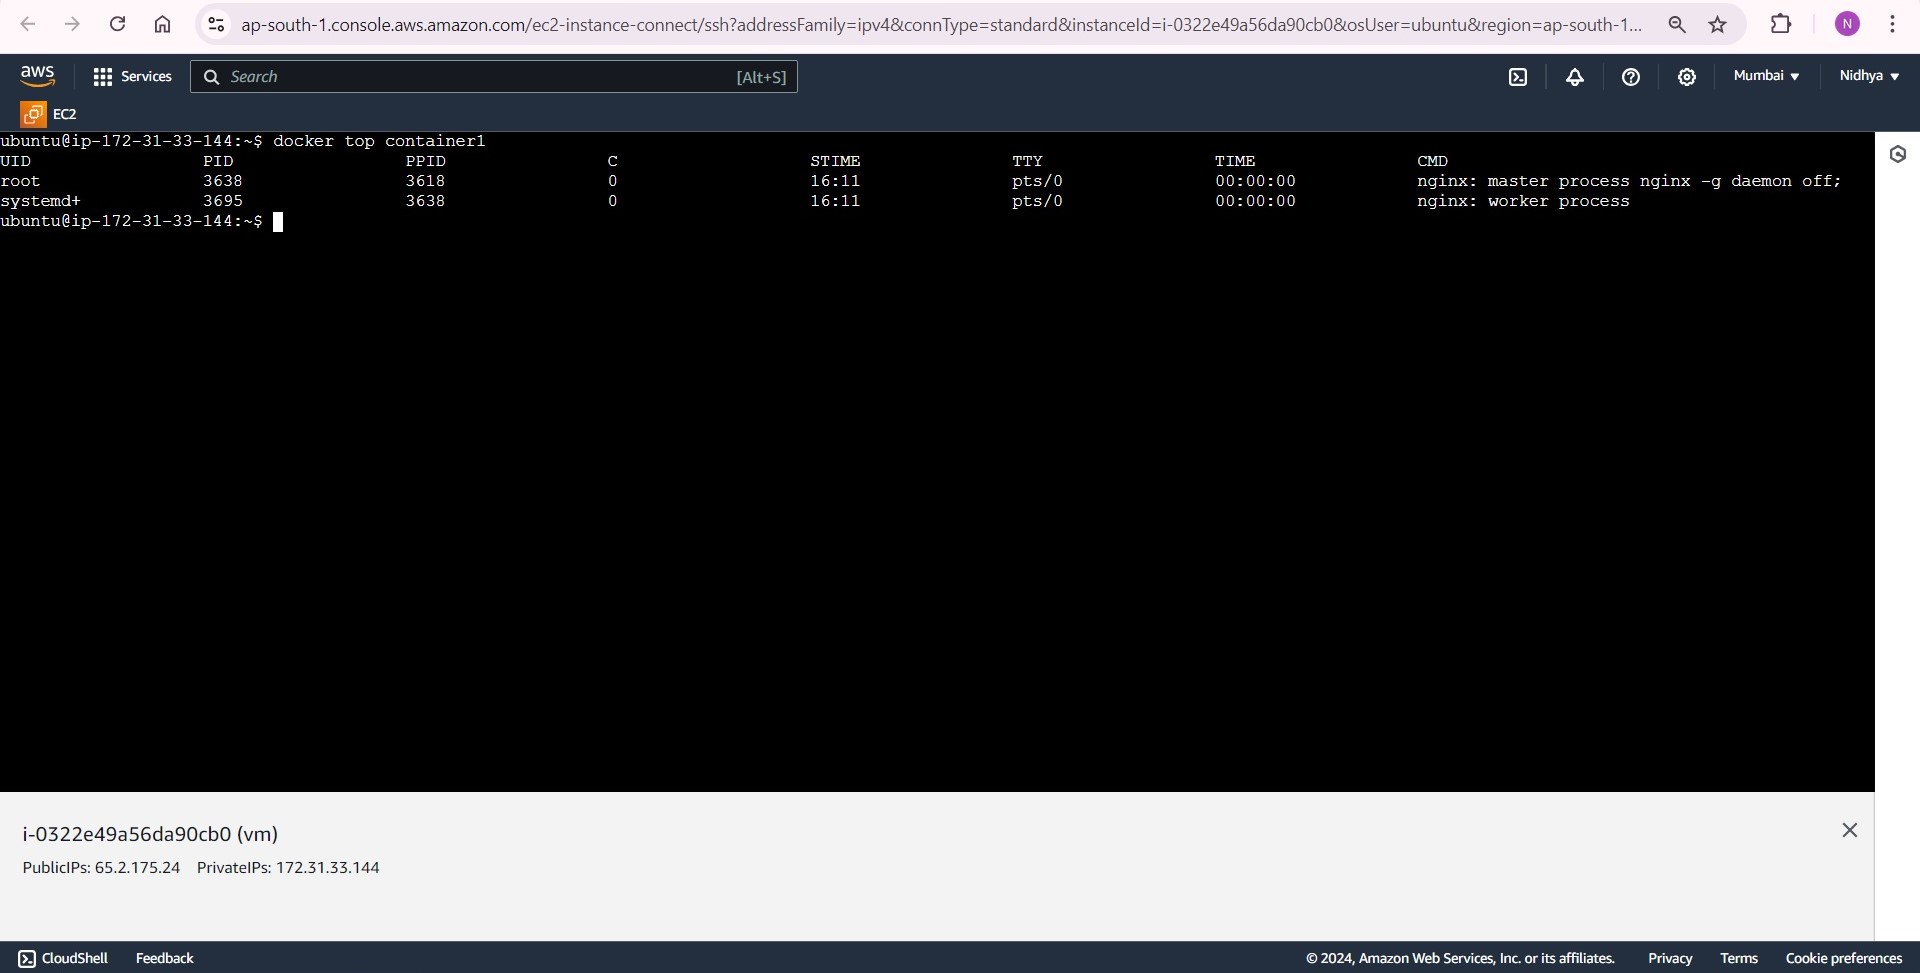 ap-south-1.console.aws.amazon.com/ec2-instance-connect/ssh?addressFamily=ipv4&connType=standard&instanceId=i-0322e49a56da90cb0&osUser=ubuntu&region=ap-south-1... N
aws Services Search [Alt+S] Mumbai Nidhya
EC2
ubuntu@ip-172-31-33-144:~$ docker top container1
UID PID PPID C STIME TTY TIME CMD
root 3638 3618 0 16:11 pts/0 00:00:00 nginx: master process nginx -g daemon off;
systemd+ 3695 3638 0 16:11 pts/0 00:00:00 nginx: worker process
ubuntu@ip-172-31-33-144:~$
i-0322e49a56da90cb0 (vm)
PublicIPs: 65.2.175.24 PrivateIPs: 172.31.33.144
CloudShell Feedback © 2024, Amazon Web Services, Inc. or its affiliates. Privacy Terms Cookie preferences